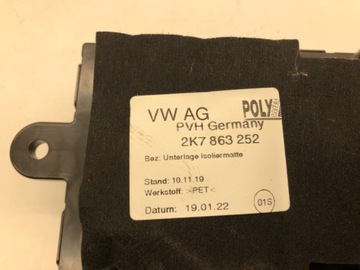 VW AG
POLY
PVH Germany
2K7 863 252
Bez: Unterlage Isoliermatte
Stand: 10.11.19
Werkstoff: >PET<
Datum: 19.01.22
01S